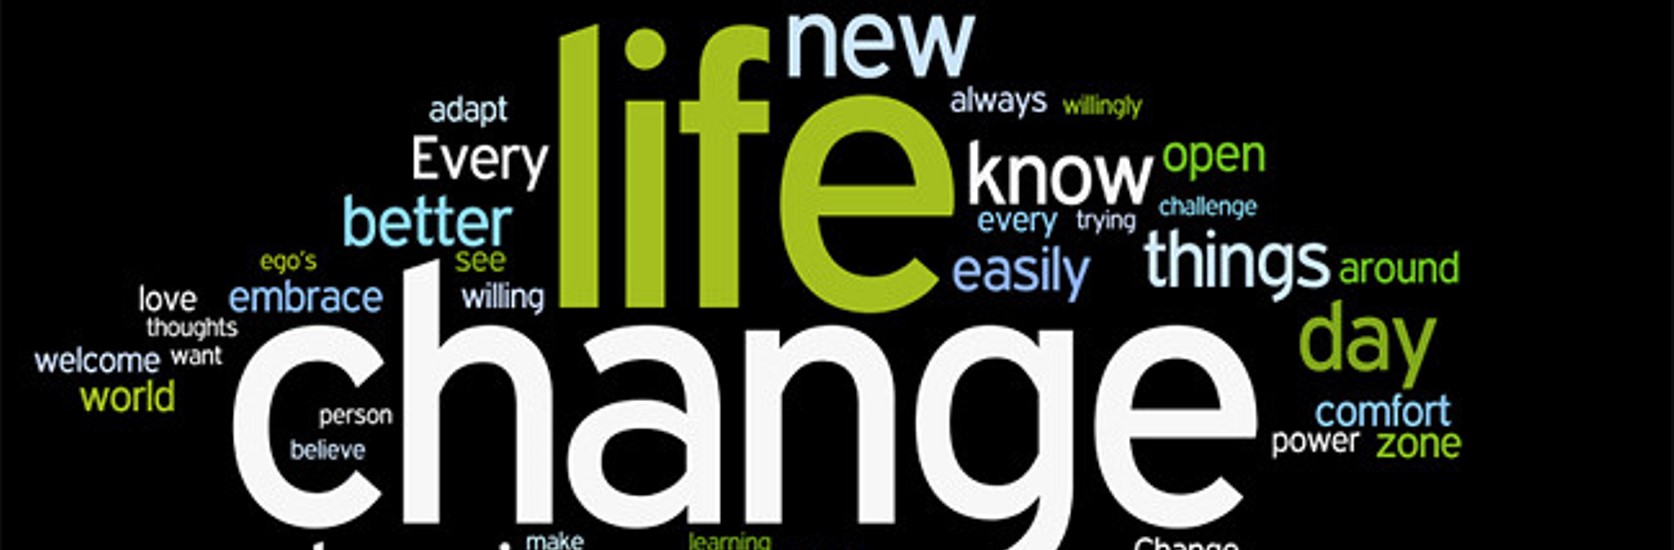 new
life
adapt
always willingly
Every
know open
better
every trying challenge
ego's see
things around
easily
love embrace willing
thoughts
welcome want
day
change
world
person
comfort
believe
power zone
make learning Change